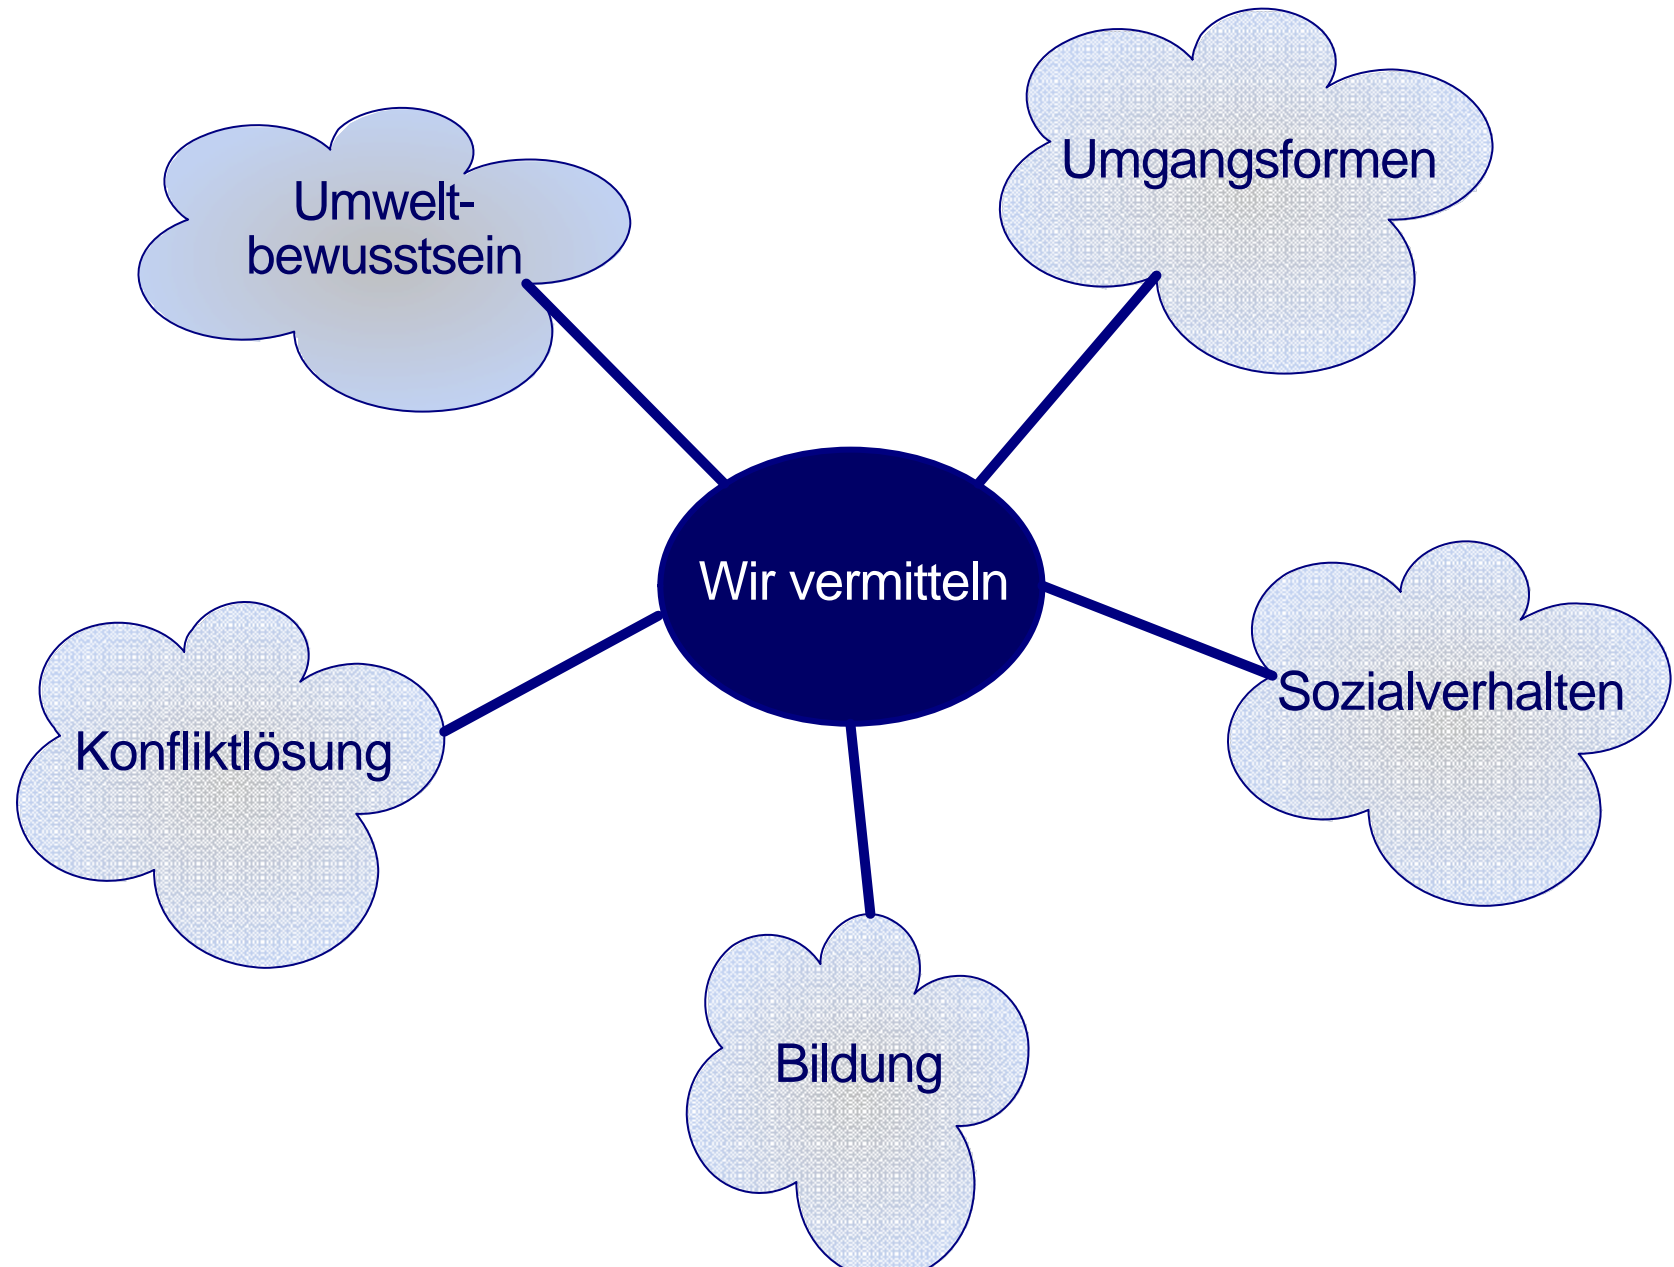 Umgangsformen
Umwelt-
bewusstsein
Wir vermitteln
Sozialverhalten
Konfliktlösung
Bildung